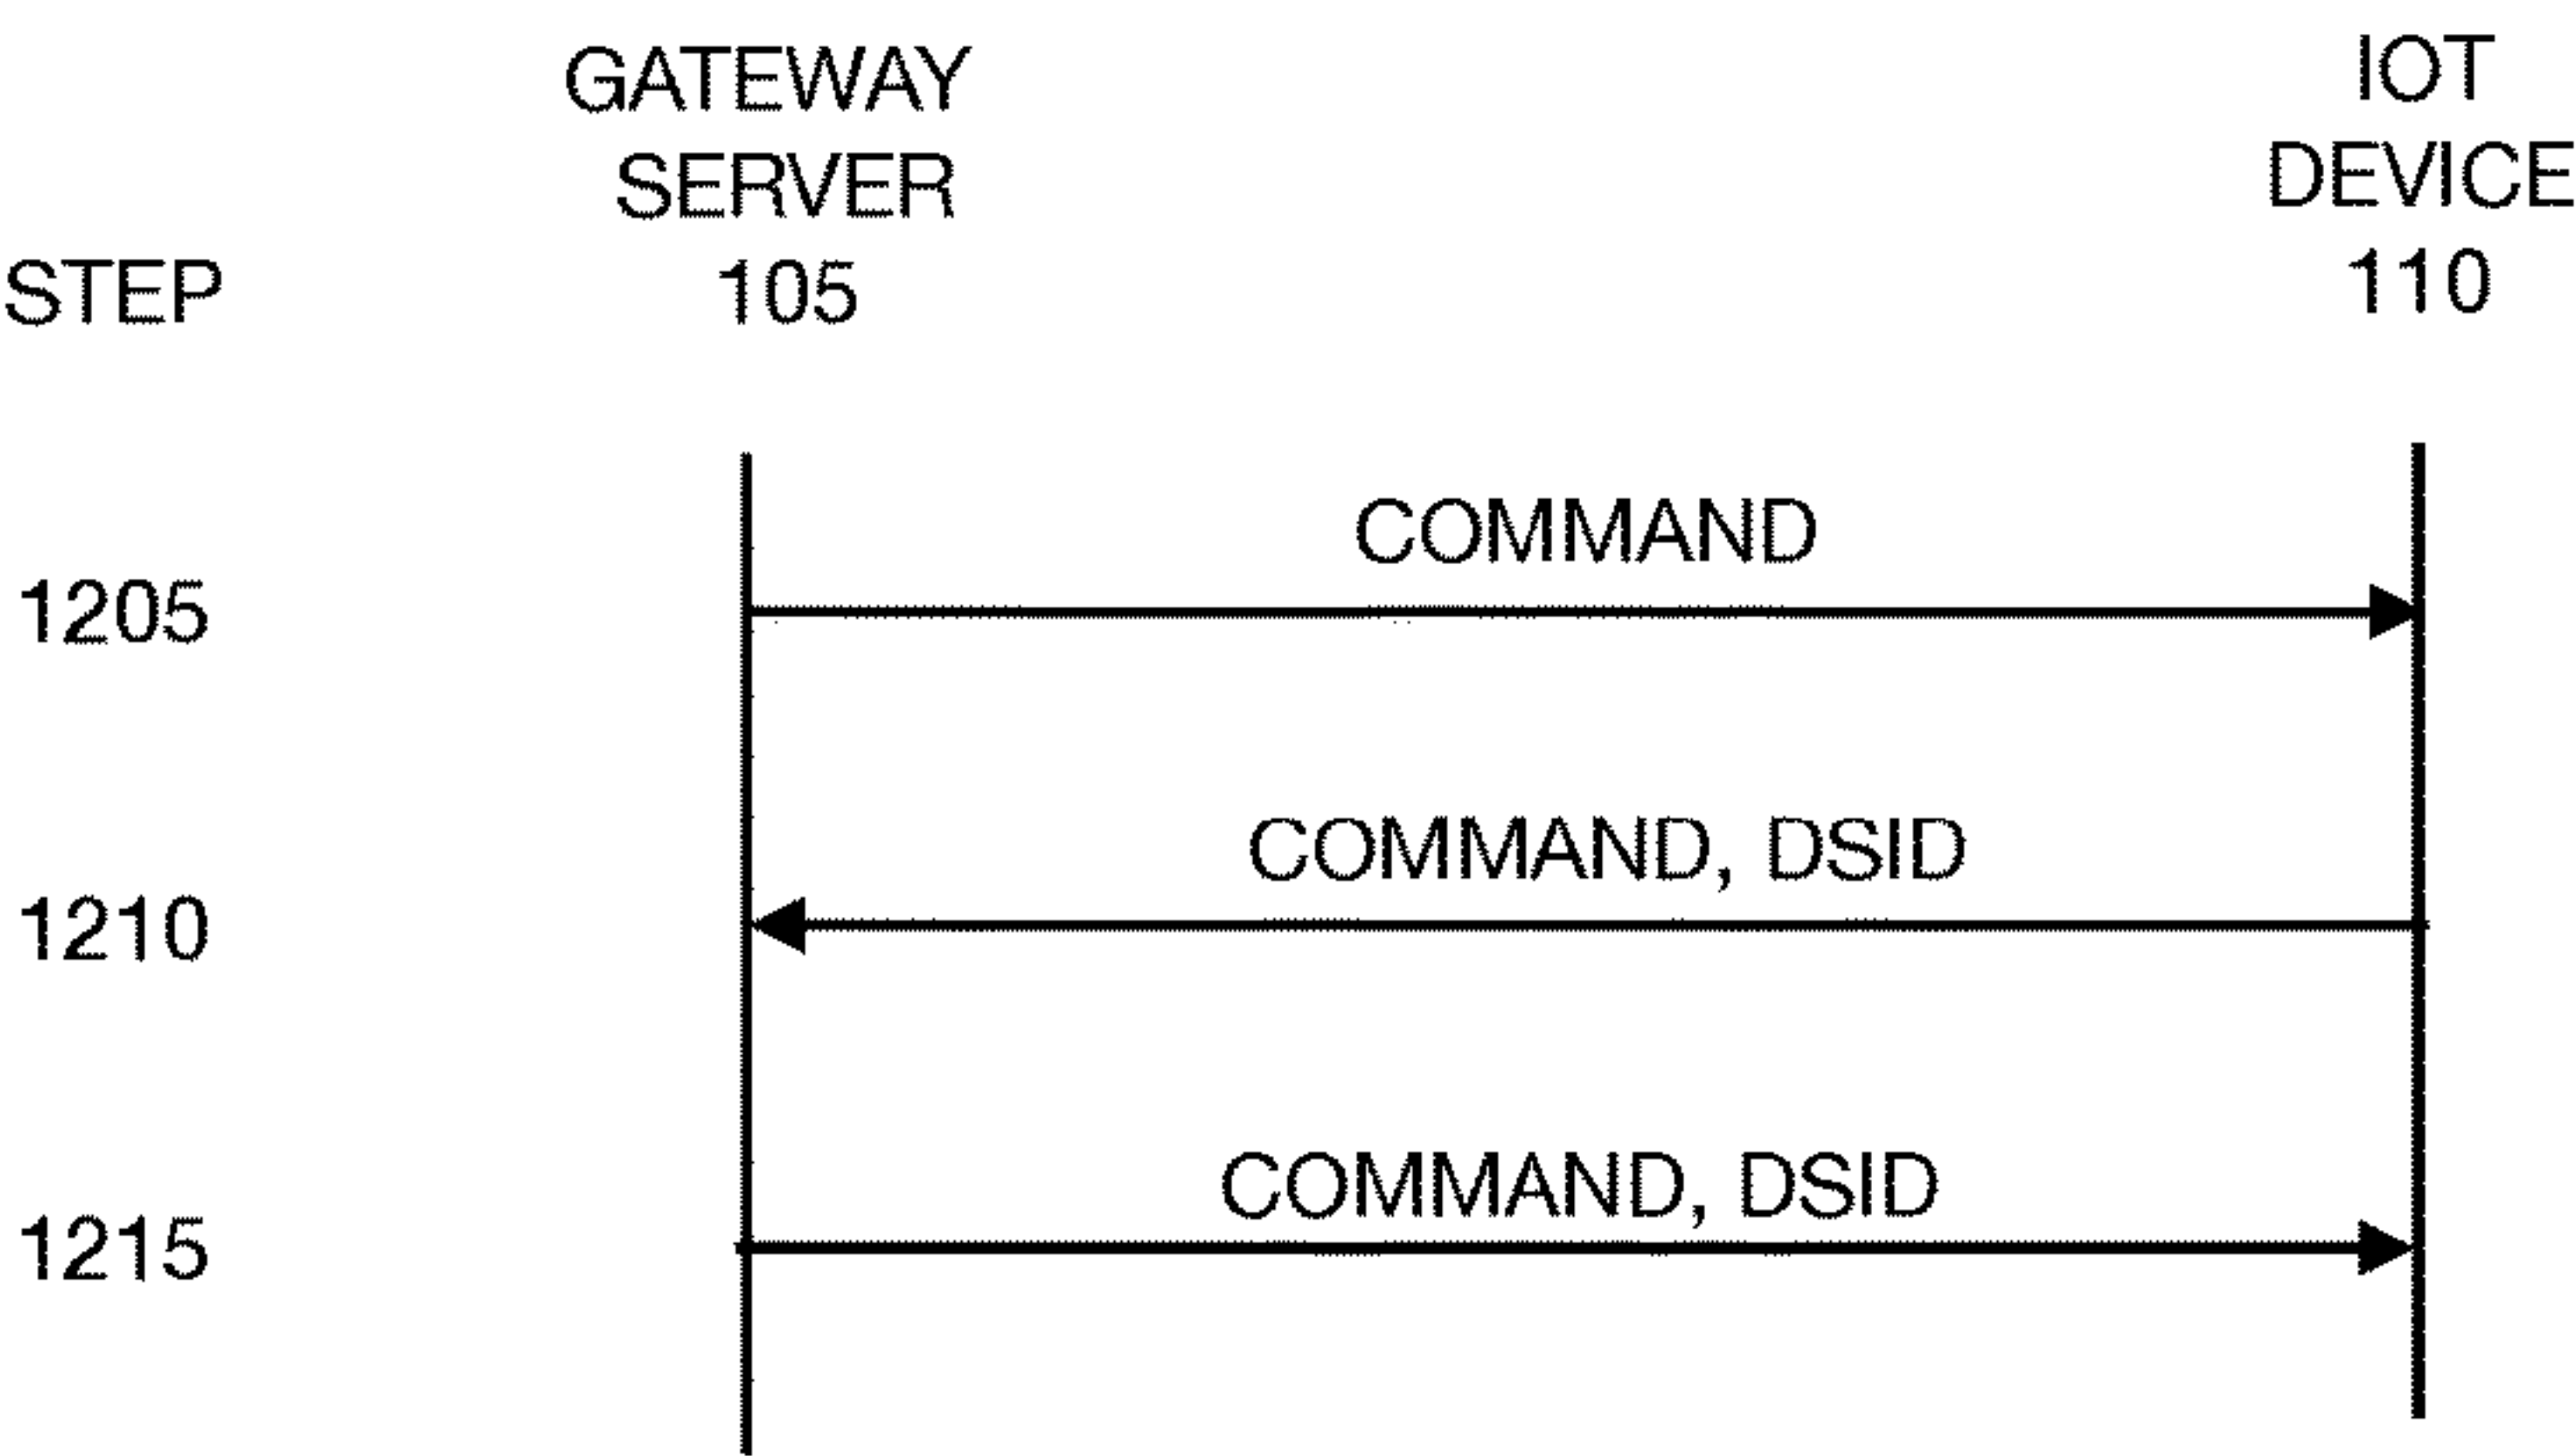 GATEWAY
SERVER
105
IOT
DEVICE
110
STEP
COMMAND
1205
COMMAND, DSID
1210
COMMAND, DSID
1215